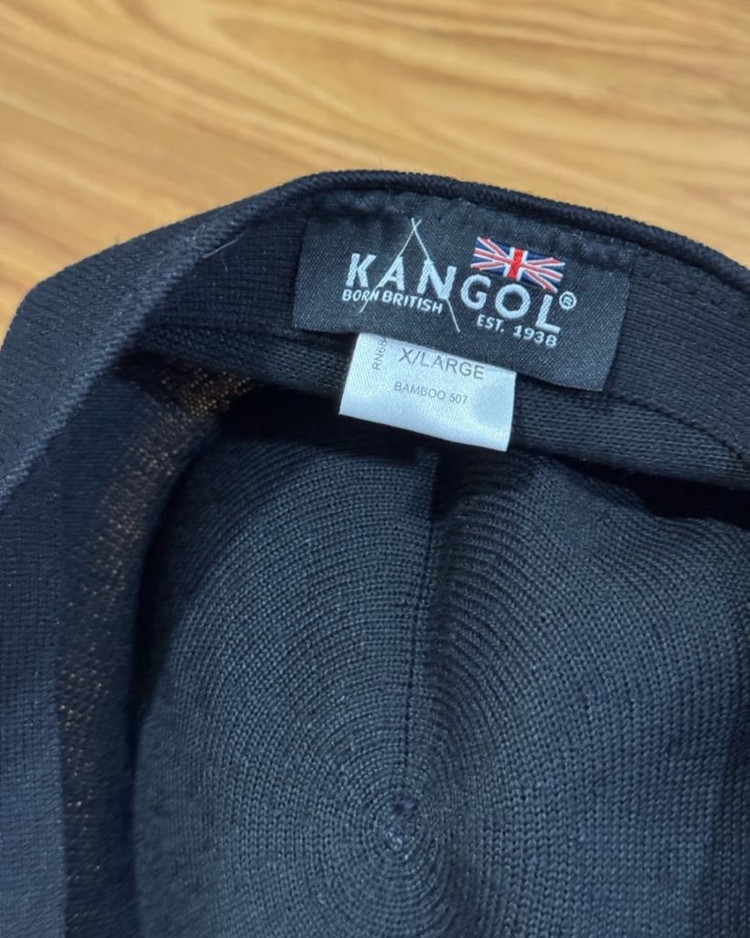 KANGOL®
BORN BRITISH
EST. 1938
X/LARGE
BAMBOO 507